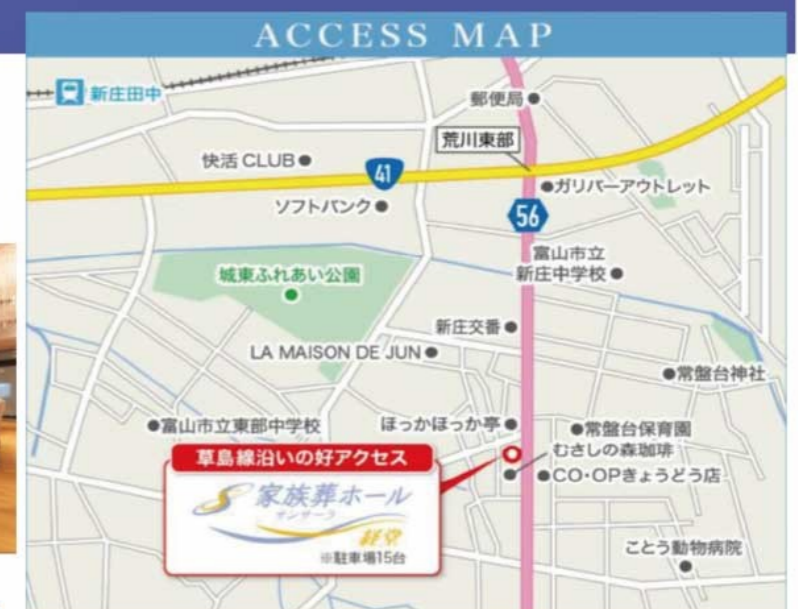 ACCESS MAP
新庄田中
郵便局
荒川東部
快活 CLUB
41
ガリバーアウトレット
ソフトバンク
56
富山市立
新庄中学校
城東ふれあい公園
新庄交番
LA MAISON DE JUN
常盤台神社
富山市立東部中学校
ほっかほっか亭
常盤台保育園
むさしの森珈琲
CO・OPきょうどう店
草島線沿いの好アクセス
家族葬ホール
サンサーラ
経堂
※駐車場15台
ことう動物病院